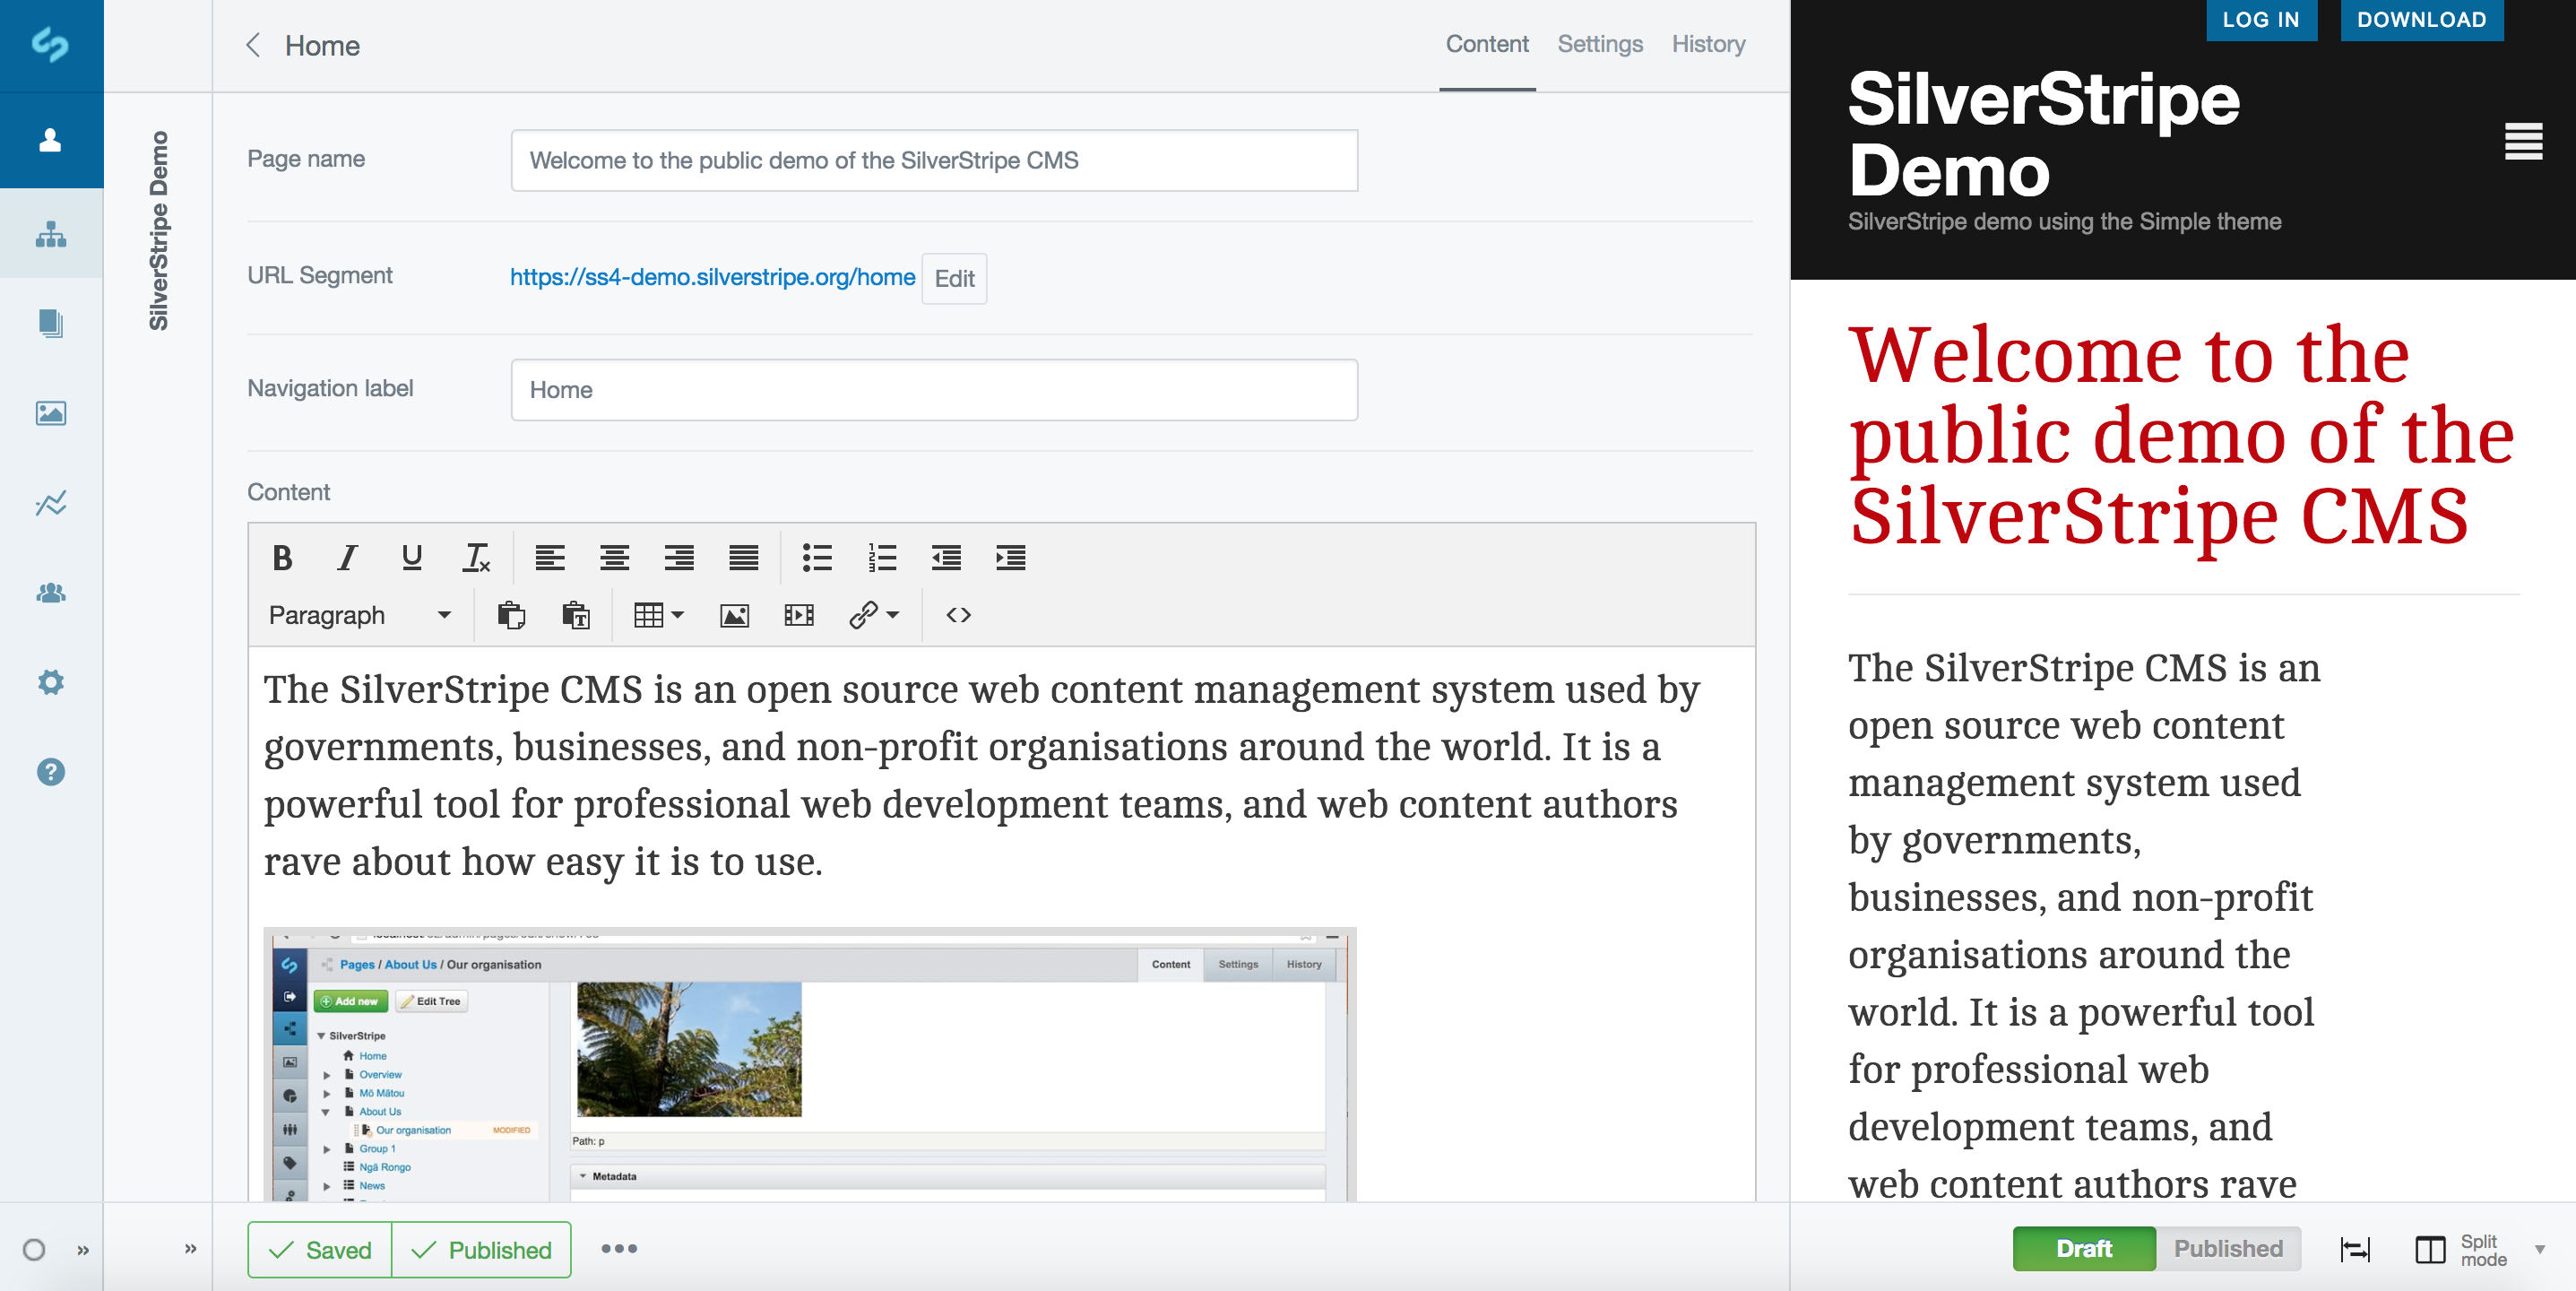 Home
Content
Settings
History
SilverStripe Demo
Page name
Welcome to the public demo of the SilverStripe CMS
URL Segment
https://ss4-demo.silverstripe.org/home
Edit
Navigation label
Home
Content
Paragraph
The SilverStripe CMS is an open source web content management system used by
governments, businesses, and non-profit organisations around the world. It is a
powerful tool for professional web development teams, and web content authors
rave about how easy it is to use.
Pages / About Us / Our organisation
Content
Settings
History
Add new
Edit Tree
SilverStripe
Home
Overview
Mō Mātou
About Us
Our organisation
MODIFIED
Group 1
Ngā Rongo
News
Path: p
Metadata
Saved
Published
LOG IN
DOWNLOAD
SilverStripe
Demo
SilverStripe demo using the Simple theme
Welcome to the
public demo of the
SilverStripe CMS
The SilverStripe CMS is an
open source web content
management system used
by governments,
businesses, and non-profit
organisations around the
world. It is a powerful tool
for professional web
development teams, and
web content authors rave
Draft
Published
Split
mode